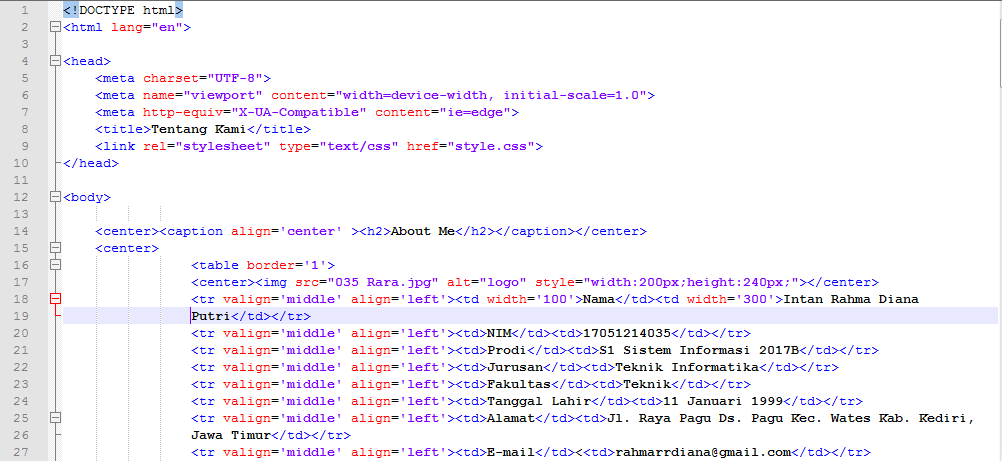 1 <!DOCTYPE html>
2 <html lang="en">
3
4 <head>
5 <meta charset="UTF-8">
6 <meta name="viewport" content="width=device-width, initial-scale=1.0">
7 <meta http-equiv="X-UA-Compatible" content="ie=edge">
8 <title>Tentang Kami</title>
9 <link rel="stylesheet" type="text/css" href="style.css">
10 </head>
11
12 <body>
13
14 <center><caption align='center' ><h2>About Me</h2></caption></center>
15 <center>
16 <table border='1'>
17 <center><img src="035 Rara.jpg" alt="logo" style="width:200px;height:240px;"></center>
18 <tr valign='middle' align='left'><td width='100'>Nama</td><td width='300'>Intan Rahma Diana
19 Putri</td></tr>
20 <tr valign='middle' align='left'><td>NIM</td><td>17051214035</td></tr>
21 <tr valign='middle' align='left'><td>Prodi</td><td>S1 Sistem Informasi 2017B</td></tr>
22 <tr valign='middle' align='left'><td>Jurusan</td><td>Teknik Informatika</td></tr>
23 <tr valign='middle' align='left'><td>Fakultas</td><td>Teknik</td></tr>
24 <tr valign='middle' align='left'><td>Tanggal Lahir</td><td>11 Januari 1999</td></tr>
25 <tr valign='middle' align='left'><td>Alamat</td><td>Jl. Raya Pagu Ds. Pagu Kec. Wates Kab. Kediri,
26 Jawa Timur</td></tr>
27 <tr valign='middle' align='left'><td>E-mail</td><<td>rahmarrdiana@gmail.com</td></tr>